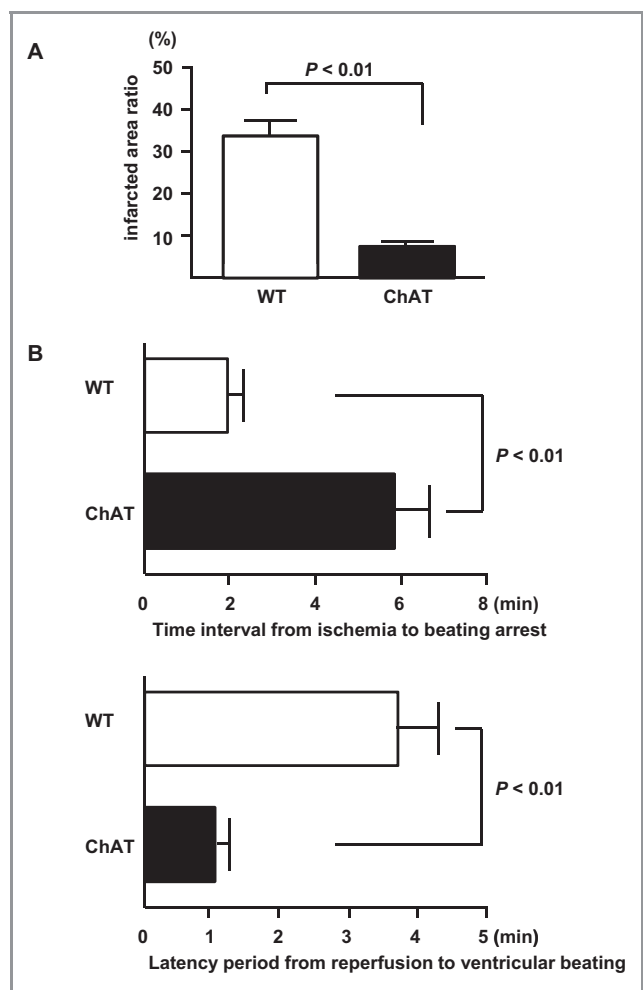 A
(%)
P < 0.01
50
40
30
20
10
infarcted area ratio
WT ChAT
B
WT
P < 0.01
ChAT
0 2 4 6 8 (min)
Time interval from ischemia to beating arrest
WT
P < 0.01
ChAT
0 1 2 3 4 5 (min)
Latency period from reperfusion to ventricular beating